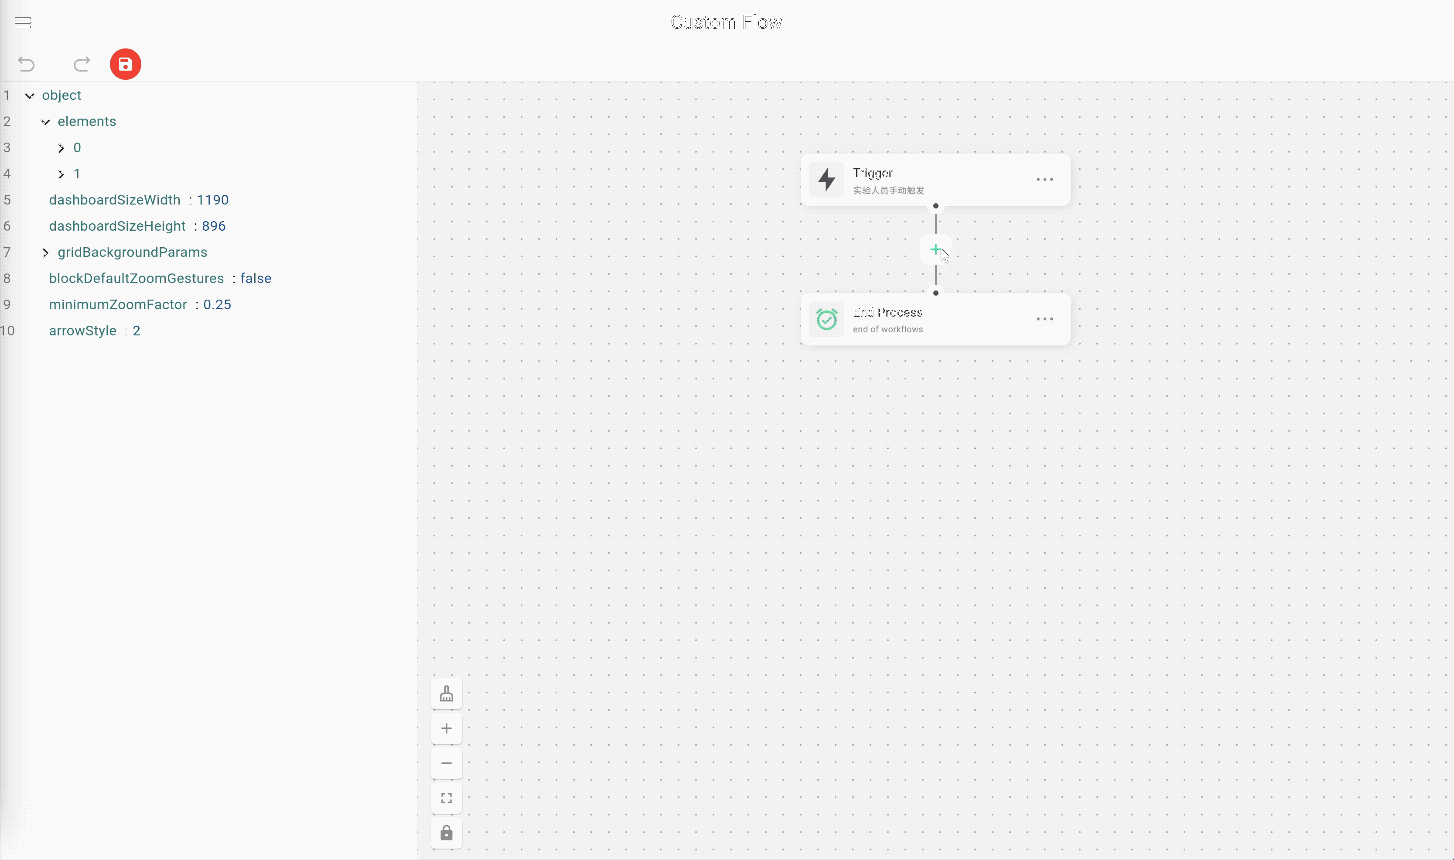 Custom Flow
1 object
2 elements
3 0
4 1
5 dashboardSizeWidth : 1190
6 dashboardSizeHeight : 896
7 gridBackgroundParams
8 blockDefaultZoomGestures : false
9 minimumZoomFactor : 0.25
10 arrowStyle 2
Trigger
实验人员手动触发
End Process
end of workflows